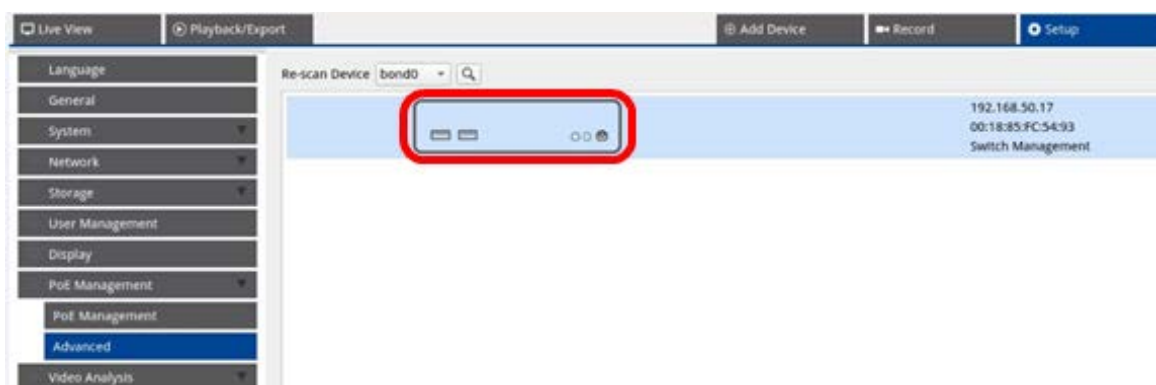 Live View
Playback/Export
Add Device
Record
Setup
Language
General
System
Network
Storage
User Management
Display
PoE Management
PoE Management
Advanced
Video Analysis
Re-scan Device bond0
192.168.50.17
00:18:85:FC:54:93
Switch Management